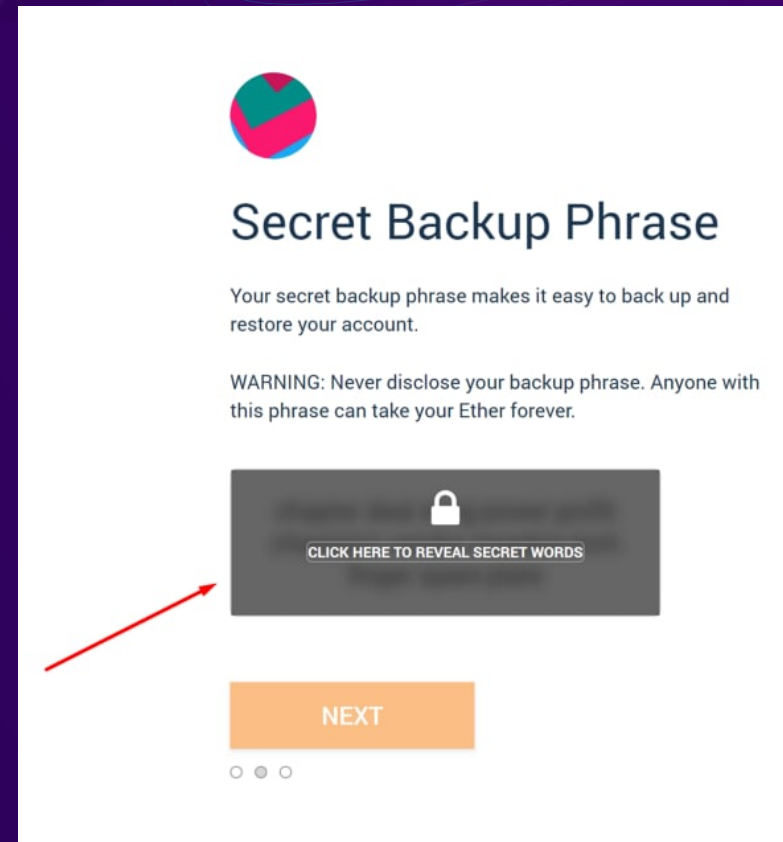 Secret Backup Phrase
Your secret backup phrase makes it easy to back up and
restore your account.
WARNING: Never disclose your backup phrase. Anyone with
this phrase can take your Ether forever.
CLICK HERE TO REVEAL SECRET WORDS
NEXT